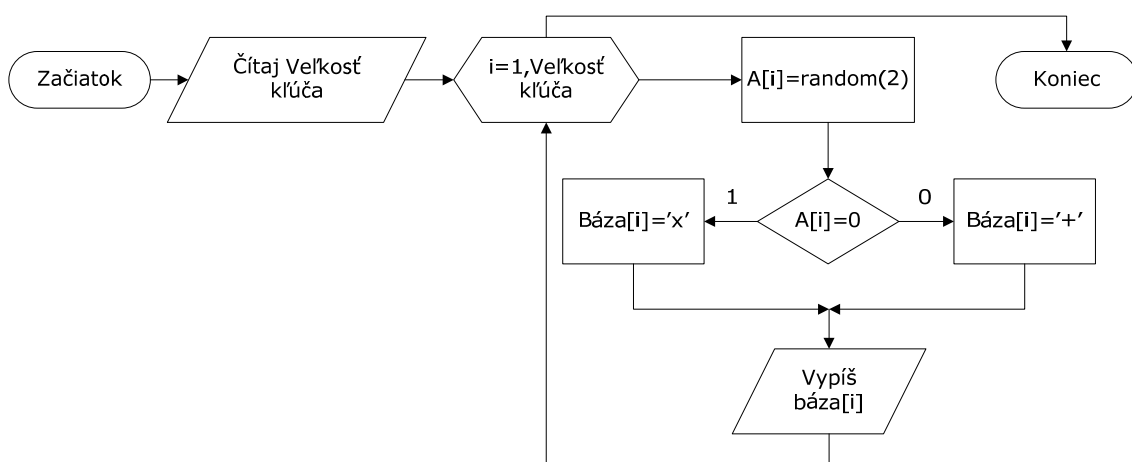 Začiatok
Čítaj Veľkosť
kľúča
i=1,Veľkosť
kľúča
A[i]=random(2)
Koniec
Báza[i]='x'
1
A[i]=0
0
Báza[i]='+'
Vypíš
báza[i]